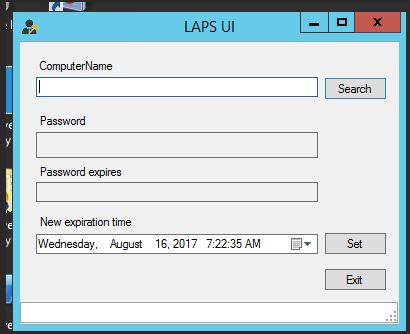 LAPS UI
ComputerName
Search
Password
Password expires
New expiration time
Wednesday, August 16, 2017 7:22:35 AM
Set
Exit